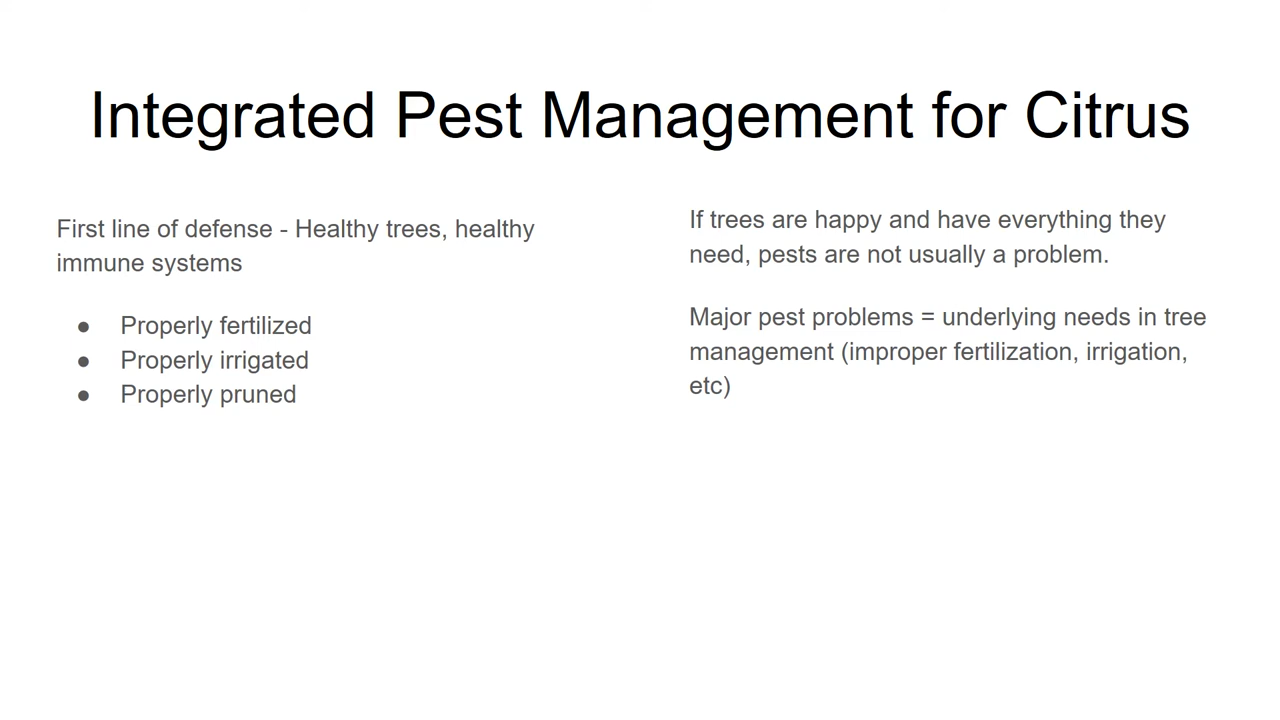 Integrated Pest Management for Citrus
First line of defense - Healthy trees, healthy
immune systems
● Properly fertilized
● Properly irrigated
● Properly pruned
If trees are happy and have everything they
need, pests are not usually a problem.
Major pest problems = underlying needs in tree
management (improper fertilization, irrigation,
etc)